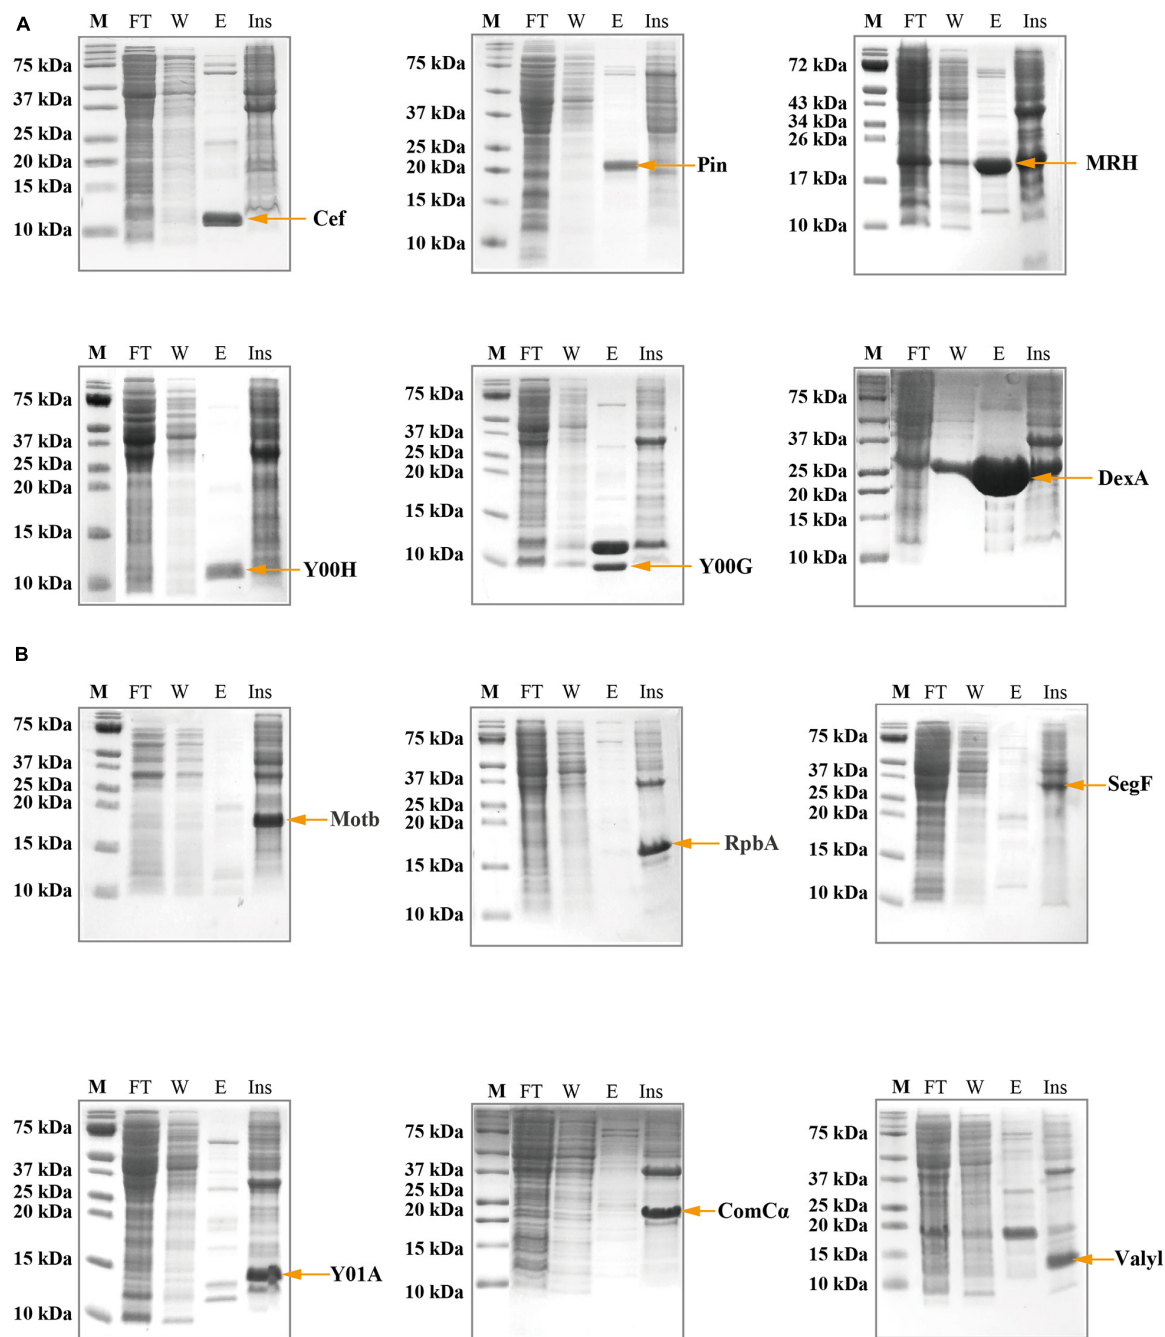 A
M FT W E Ins
75 kDa
37 kDa
25 kDa
20 kDa
15 kDa
10 kDa
Cef
M FT W E Ins
75 kDa
37 kDa
25 kDa
20 kDa
15 kDa
10 kDa
Pin
M FT W E Ins
72 kDa
43 kDa
34 kDa
26 kDa
17 kDa
10 kDa
MRH
M FT W E Ins
75 kDa
37 kDa
25 kDa
20 kDa
15 kDa
10 kDa
Y00H
M FT W E Ins
75 kDa
37 kDa
25 kDa
20 kDa
15 kDa
10 kDa
Y00G
M FT W E Ins
75 kDa
37 kDa
25 kDa
20 kDa
15 kDa
10 kDa
DexA
B
M FT W E Ins
75 kDa
37 kDa
25 kDa
20 kDa
15 kDa
10 kDa
Motb
M FT W E Ins
75 kDa
37 kDa
25 kDa
20 kDa
15 kDa
10 kDa
RpbA
M FT W E Ins
75 kDa
37 kDa
25 kDa
20 kDa
15 kDa
10 kDa
SegF
M FT W E Ins
75 kDa
37 kDa
25 kDa
20 kDa
15 kDa
10 kDa
Y01A
M FT W E Ins
75 kDa
37 kDa
25 kDa
20 kDa
15 kDa
10 kDa
ComCα
M FT W E Ins
75 kDa
37 kDa
25 kDa
20 kDa
15 kDa
10 kDa
Valyl